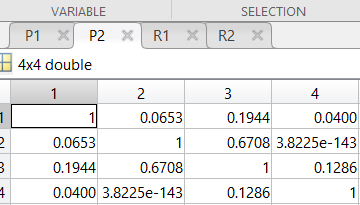 VARIABLE SELECTION
P1 P2 R1 R2
4x4 double
1 2 3 4
1 1 0.0653 0.1944 0.0400
2 0.0653 1 0.6708 3.8225e-143
3 0.1944 0.6708 1 0.1286
4 0.0400 3.8225e-143 0.1286 1